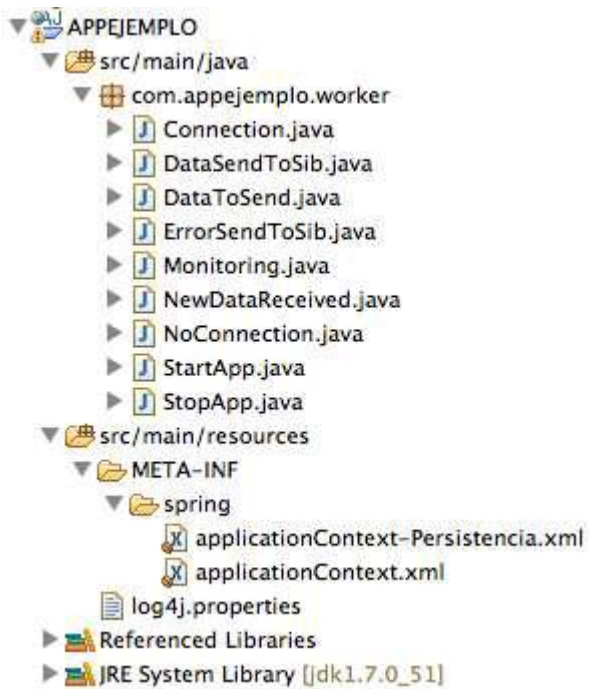 APPEJEMPLO
src/main/java
com.appejemplo.worker
Connection.java
DataSendToSib.java
DataToSend.java
ErrorSendToSib.java
Monitoring.java
NewDataReceived.java
NoConnection.java
StartApp.java
StopApp.java
src/main/resources
META-INF
spring
applicationContext-Persistencia.xml
applicationContext.xml
log4j.properties
Referenced Libraries
JRE System Library [jdk1.7.0_51]